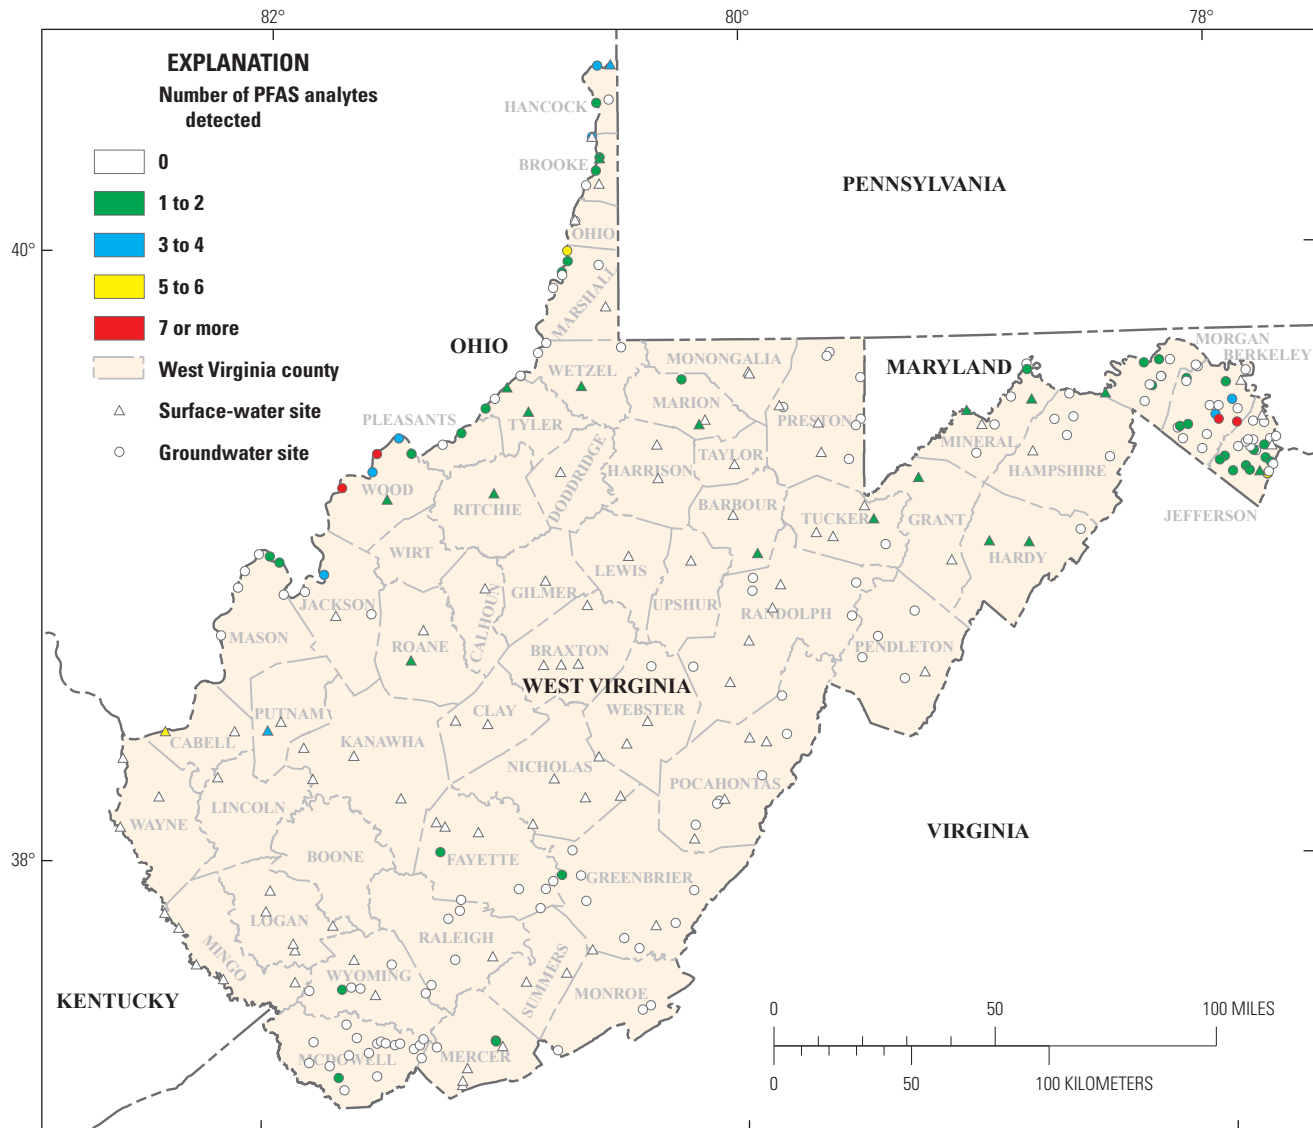 82°
80°
78°
EXPLANATION
Number of PFAS analytes
detected
0
1 to 2
3 to 4
5 to 6
7 or more
West Virginia county
Surface-water site
Groundwater site
40°
38°
HANCOCK
BROOKE
PENNSYLVANIA
OHIO
MARSHALL
OHIO
WETZEL
MONONGALIA
MARYLAND
MORGAN
BERKELEY
PLEASANTS
TYLER
MARION
PRESTON
MINERAL
HAMPSHIRE
WOOD
RITCHIE
DODDRIDGE
HARRISON
TAYLOR
BARBOUR
TUCKER
GRANT
JEFFERSON
WIRT
LEWIS
HARDY
JACKSON
CALHOUN
GILMER
UPSHUR
RANDOLPH
MASON
ROANE
BRAXTON
PENDLETON
WEST VIRGINIA
PUTNAM
CLAY
WEBSTER
CABELL
KANAWHA
NICHOLAS
POCAHONTAS
LINCOLN
WAYNE
VIRGINIA
BOONE
FAYETTE
GREENBRIER
LOGAN
RALEIGH
MINGO
WYOMING
SUMMERS
MONROE
KENTUCKY
MCDOWELL
MERCER
0 50 100 MILES
0 50 100 KILOMETERS